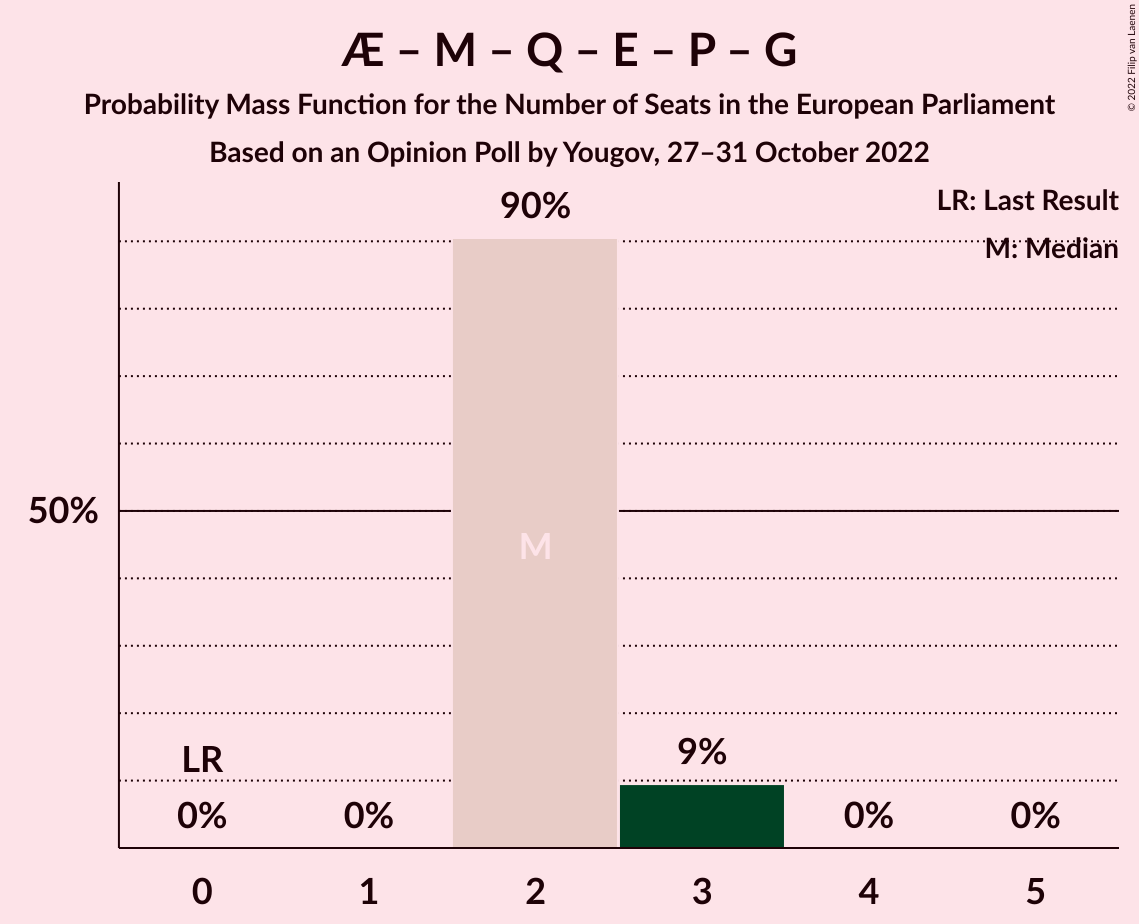 Æ – M – Q – E – P – G
Probability Mass Function for the Number of Seats in the European Parliament
Based on an Opinion Poll by Yougov, 27–31 October 2022
© 2022 Filip van Laenen
LR: Last Result
M: Median
90%
50%
M
LR
9%
0%
0%
0%
0%
0
1
2
3
4
5